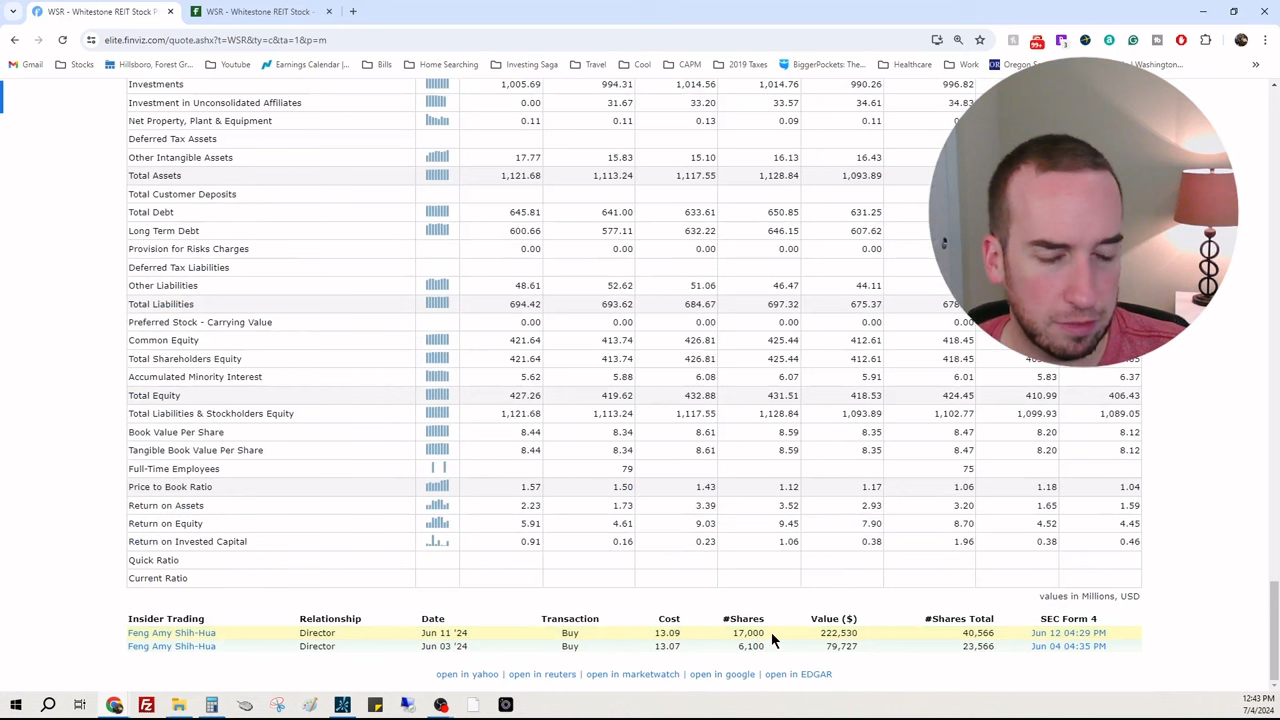 WSR - Whitestone REIT Stock P
WSR - Whitestone REIT Stock -
elite.finviz.com/quote.ashx?t=WSR&ty=c&ta=1&p=m
99+
3
Gmail Stocks Hillsboro, Forest Gr... Youtube Earnings Calendar /... Bills Home Searching Investing Saga Travel Cool CAPM 2019 Taxes BiggerPockets: The... Healthcare Work Oregon Washington...
Investments 1,005.69 994.31 1,014.56 1,014.76 990.26 996.82
Investment in Unconsolidated Affiliates 0.00 31.67 33.20 33.57 34.61 34.83
Net Property, Plant & Equipment 0.11 0.11 0.13 0.09 0.11
Deferred Tax Assets
Other Intangible Assets 17.77 15.83 15.10 16.13 16.43
Total Assets 1,121.68 1,113.24 1,117.55 1,128.84 1,093.89
Total Customer Deposits
Total Debt 645.81 641.00 633.61 650.85 631.25
Long Term Debt 600.66 577.11 632.22 646.15 607.62
Provision for Risks Charges 0.00 0.00 0.00 0.00 0.00
Deferred Tax Liabilities
Other Liabilities 48.61 52.62 51.06 46.47 44.11
Total Liabilities 694.42 693.62 684.67 697.32 675.37 678
Preferred Stock - Carrying Value 0.00 0.00 0.00 0.00 0.00 0.00
Common Equity 421.64 413.74 426.81 425.44 412.61 418.45
Total Shareholders Equity 421.64 413.74 426.81 425.44 412.61 418.45
Accumulated Minority Interest 5.62 5.88 6.08 6.07 5.91 6.01 5.83 6.37
Total Equity 427.26 419.62 432.88 431.51 418.53 424.45 410.99 406.43
Total Liabilities & Stockholders Equity 1,121.68 1,113.24 1,117.55 1,128.84 1,093.89 1,102.77 1,099.93 1,089.05
Book Value Per Share 8.44 8.34 8.61 8.59 8.35 8.47 8.20 8.12
Tangible Book Value Per Share 8.44 8.34 8.61 8.59 8.35 8.47 8.20 8.12
Full-Time Employees 79 75
Price to Book Ratio 1.57 1.50 1.43 1.12 1.17 1.06 1.18 1.04
Return on Assets 2.23 1.73 3.39 3.52 2.93 3.20 1.65 1.59
Return on Equity 5.91 4.61 9.03 9.45 7.90 8.70 4.52 4.45
Return on Invested Capital 0.91 0.16 0.23 1.06 0.38 1.96 0.38 0.46
Quick Ratio
Current Ratio
values in Millions, USD
Insider Trading Relationship Date Transaction Cost #Shares Value ($) #Shares Total SEC Form 4
Feng Amy Shih-Hua Director Jun 11 '24 Buy 13.09 17,000 222,530 40,566 Jun 12 04:29 PM
Feng Amy Shih-Hua Director Jun 03 '24 Buy 13.07 6,100 79,727 23,566 Jun 04 04:35 PM
open in yahoo | open in reuters | open in marketwatch | open in google | open in EDGAR
12:43 PM
7/4/2024